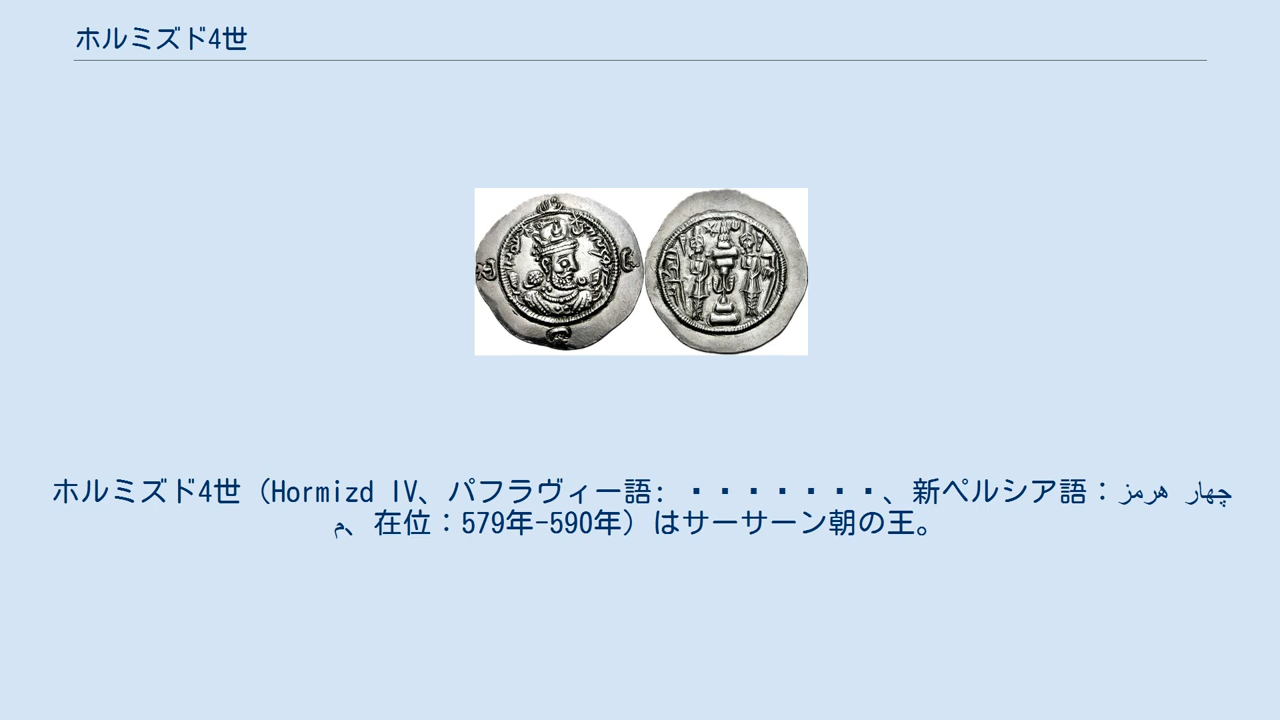 ホルミズド4世
ホルミズド4世（Hormizd IV、パフラヴィー語: ・・・・・・・、新ペルシア語：هرمز چهار
م、在位：579年-590年）はサーサーン朝の王。